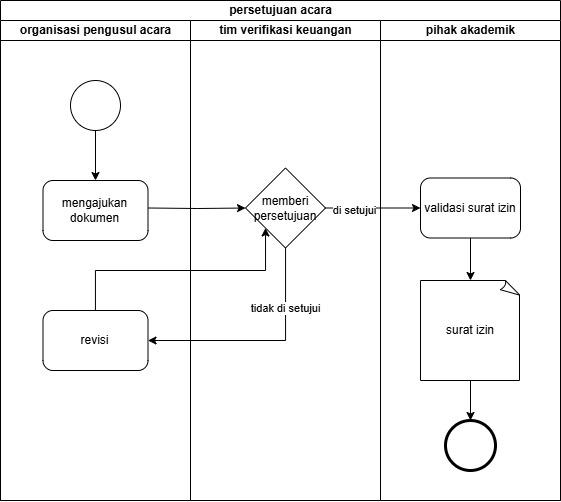 persetujuan acara
organisasi pengusul acara
tim verifikasi keuangan
pihak akademik
mengajukan
dokumen
memberi
persetujuan
di setujui
validasi surat izin
tidak di setujui
revisi
surat izin